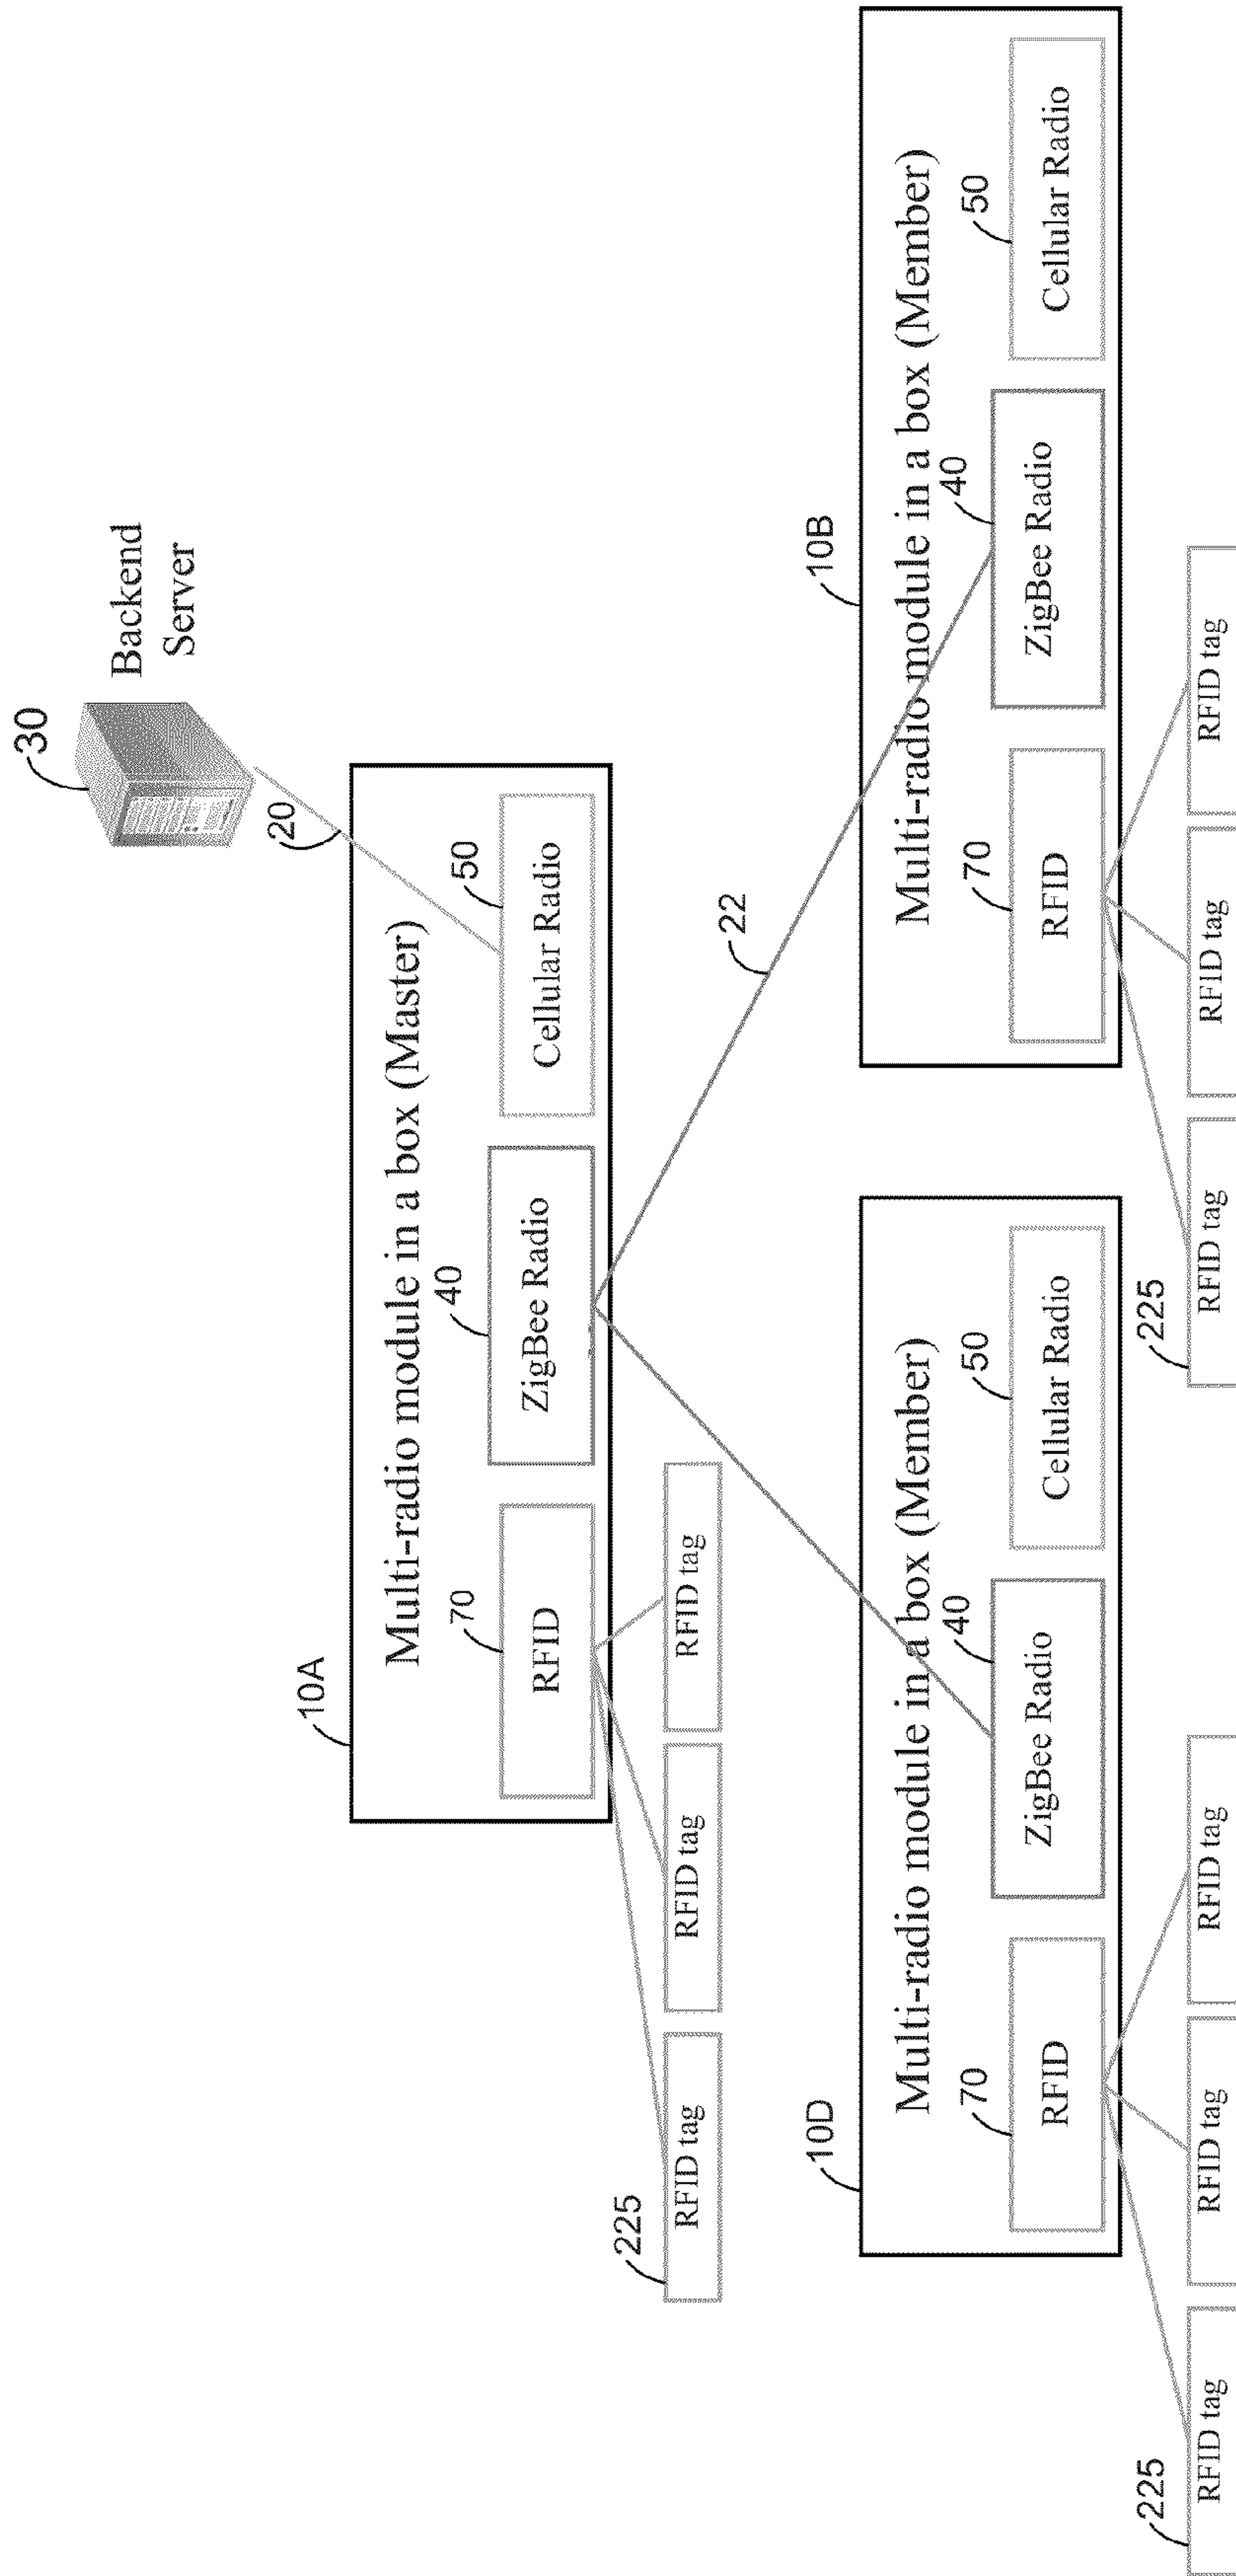 30
Backend
Server
20
10A
Multi-radio module in a box (Master)
70
40
50
RFID
ZigBee Radio
Cellular Radio
225
RFID tag
RFID tag
RFID tag
22
10D
Multi-radio module in a box (Member)
70
40
50
RFID
ZigBee Radio
Cellular Radio
225
RFID tag
RFID tag
RFID tag
10B
Multi-radio module in a box (Member)
70
40
50
RFID
ZigBee Radio
Cellular Radio
225
RFID tag
RFID tag
RFID tag